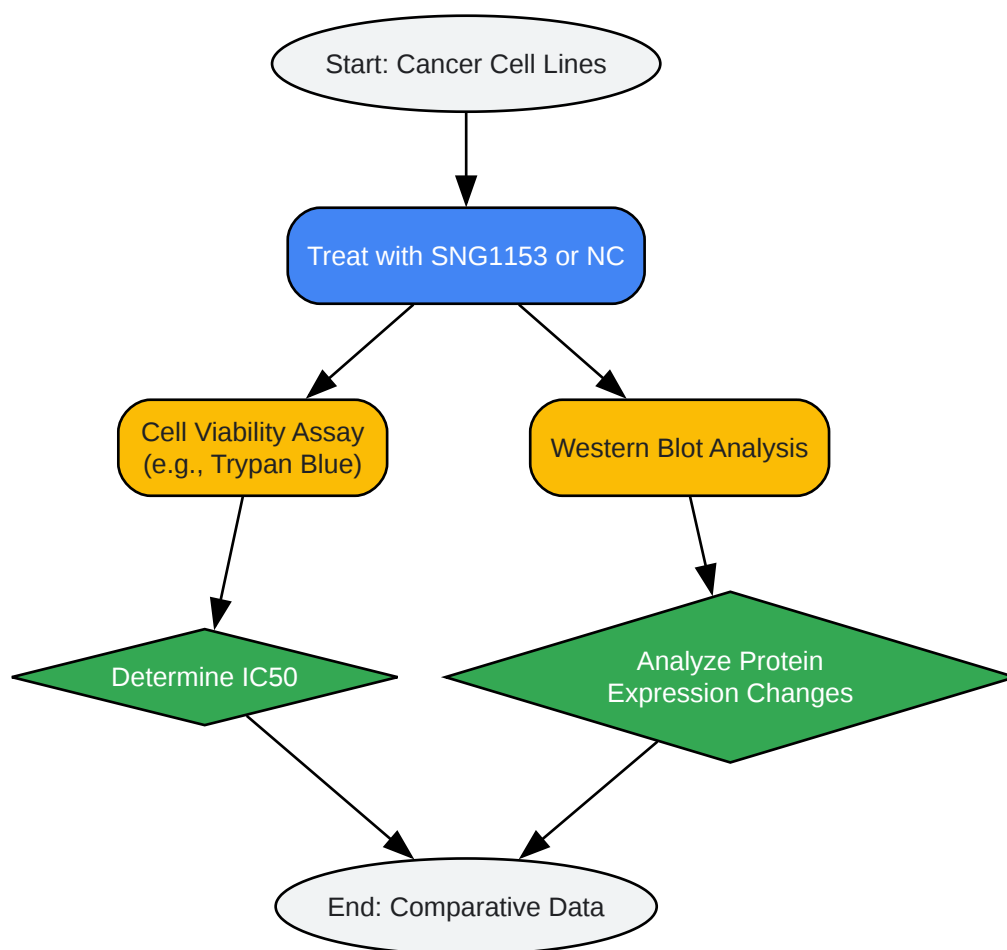 Start: Cancer Cell Lines
Treat with SNG1153 or NC
Cell Viability Assay
(e.g., Trypan Blue)
Western Blot Analysis
Determine IC50
Analyze Protein
Expression Changes
End: Comparative Data